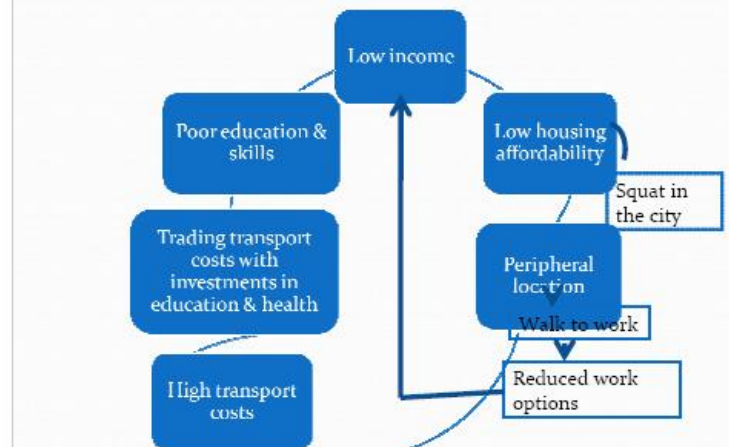 Low income
Poor education &
skills
Low housing
affordability
Squat in
the city
Trading transport
costs with
investments in
education & health
Peripheral
location
Walk to work
Reduced work
options
High transport
costs